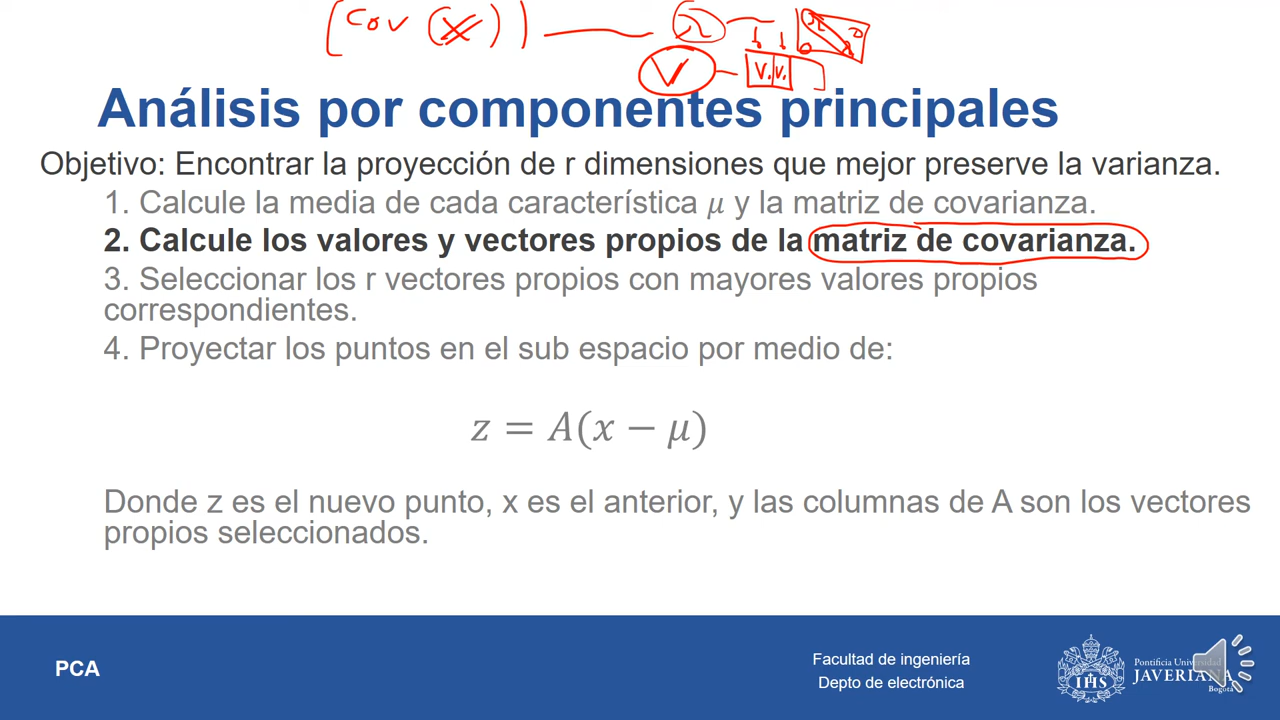 [Cov (X)] λ
V V. V.
Análisis por componentes principales
Objetivo: Encontrar la proyección de r dimensiones que mejor preserve la varianza.
1. Calcule la media de cada característica μ y la matriz de covarianza.
2. Calcule los valores y vectores propios de la matriz de covarianza.
3. Seleccionar los r vectores propios con mayores valores propios
correspondientes.
4. Proyectar los puntos en el sub espacio por medio de:
z = A(x − μ)
Donde z es el nuevo punto, x es el anterior, y las columnas de A son los vectores
propios seleccionados.
PCA
Facultad de ingeniería
Depto de electrónica
IHS
Pontificia Universidad
JAVERIANA
Bogotá